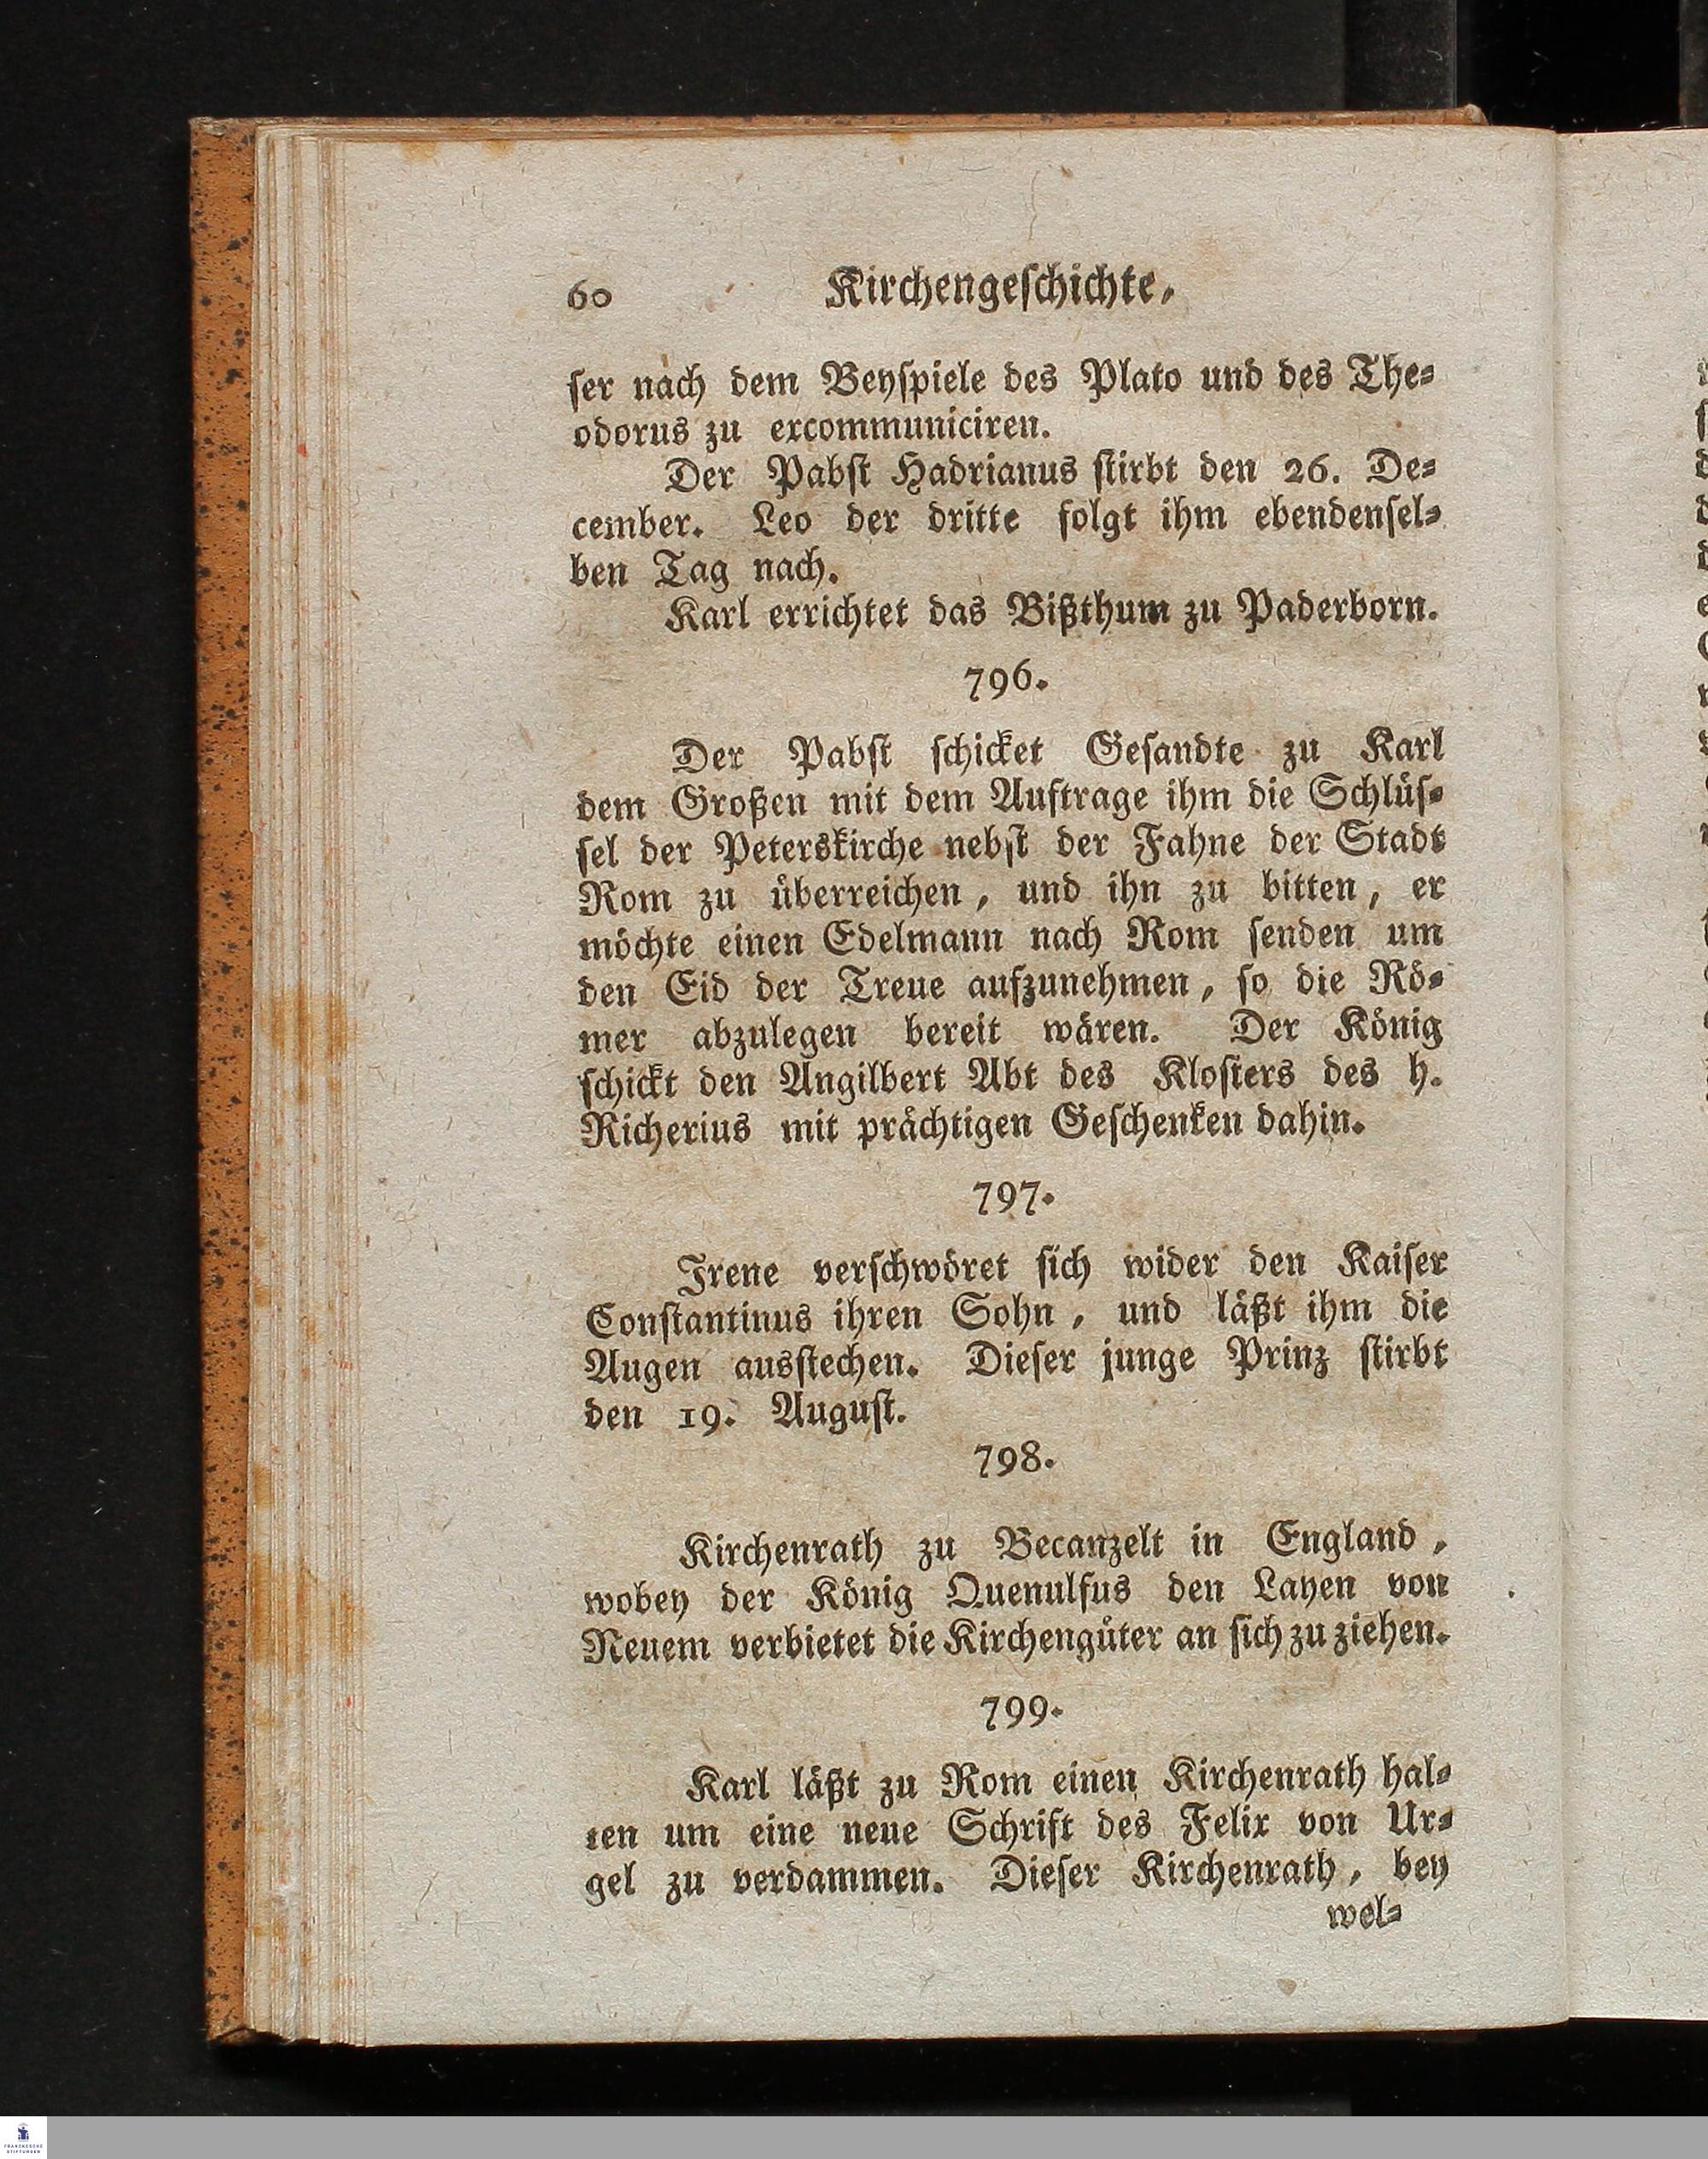 60 Kirchengeschichte,
ser nach dem Beyspiele des Plato und des The-
odorus zu excommuniciren.
Der Pabst Hadrianus stirbt den 26. De-
cember. Leo der dritte folgt ihm ebendensel-
ben Tag nach.
Karl errichtet das Bißthum zu Paderborn.
796.
Der Pabst schicket Gesandte zu Karl
dem Großen mit dem Auftrage ihm die Schlüs-
sel der Peterskirche nebst der Fahne der Stadt
Rom zu überreichen, und ihn zu bitten, er
möchte einen Edelmann nach Rom senden um
den Eid der Treue aufzunehmen, so die Rö-
mer abzulegen bereit wären. Der König
schickt den Angilbert Abt des Klosters des h.
Richerius mit prächtigen Geschenken dahin.
797.
Irene verschwöret sich wider den Kaiser
Constantinus ihren Sohn, und läßt ihm die
Augen ausstechen. Dieser junge Prinz stirbt
den 19. August.
798.
Kirchenrath zu Becanzelt in England,
wobey der König Quenulfus den Layen von
Neuem verbietet die Kirchengüter an sich zu ziehen.
799.
Karl läßt zu Rom einen Kirchenrath hal-
ten um eine neue Schrift des Felix von Ur-
gel zu verdammen. Dieser Kirchenrath, bey
wel-
FRANCKESCHE
STIFTUNGEN